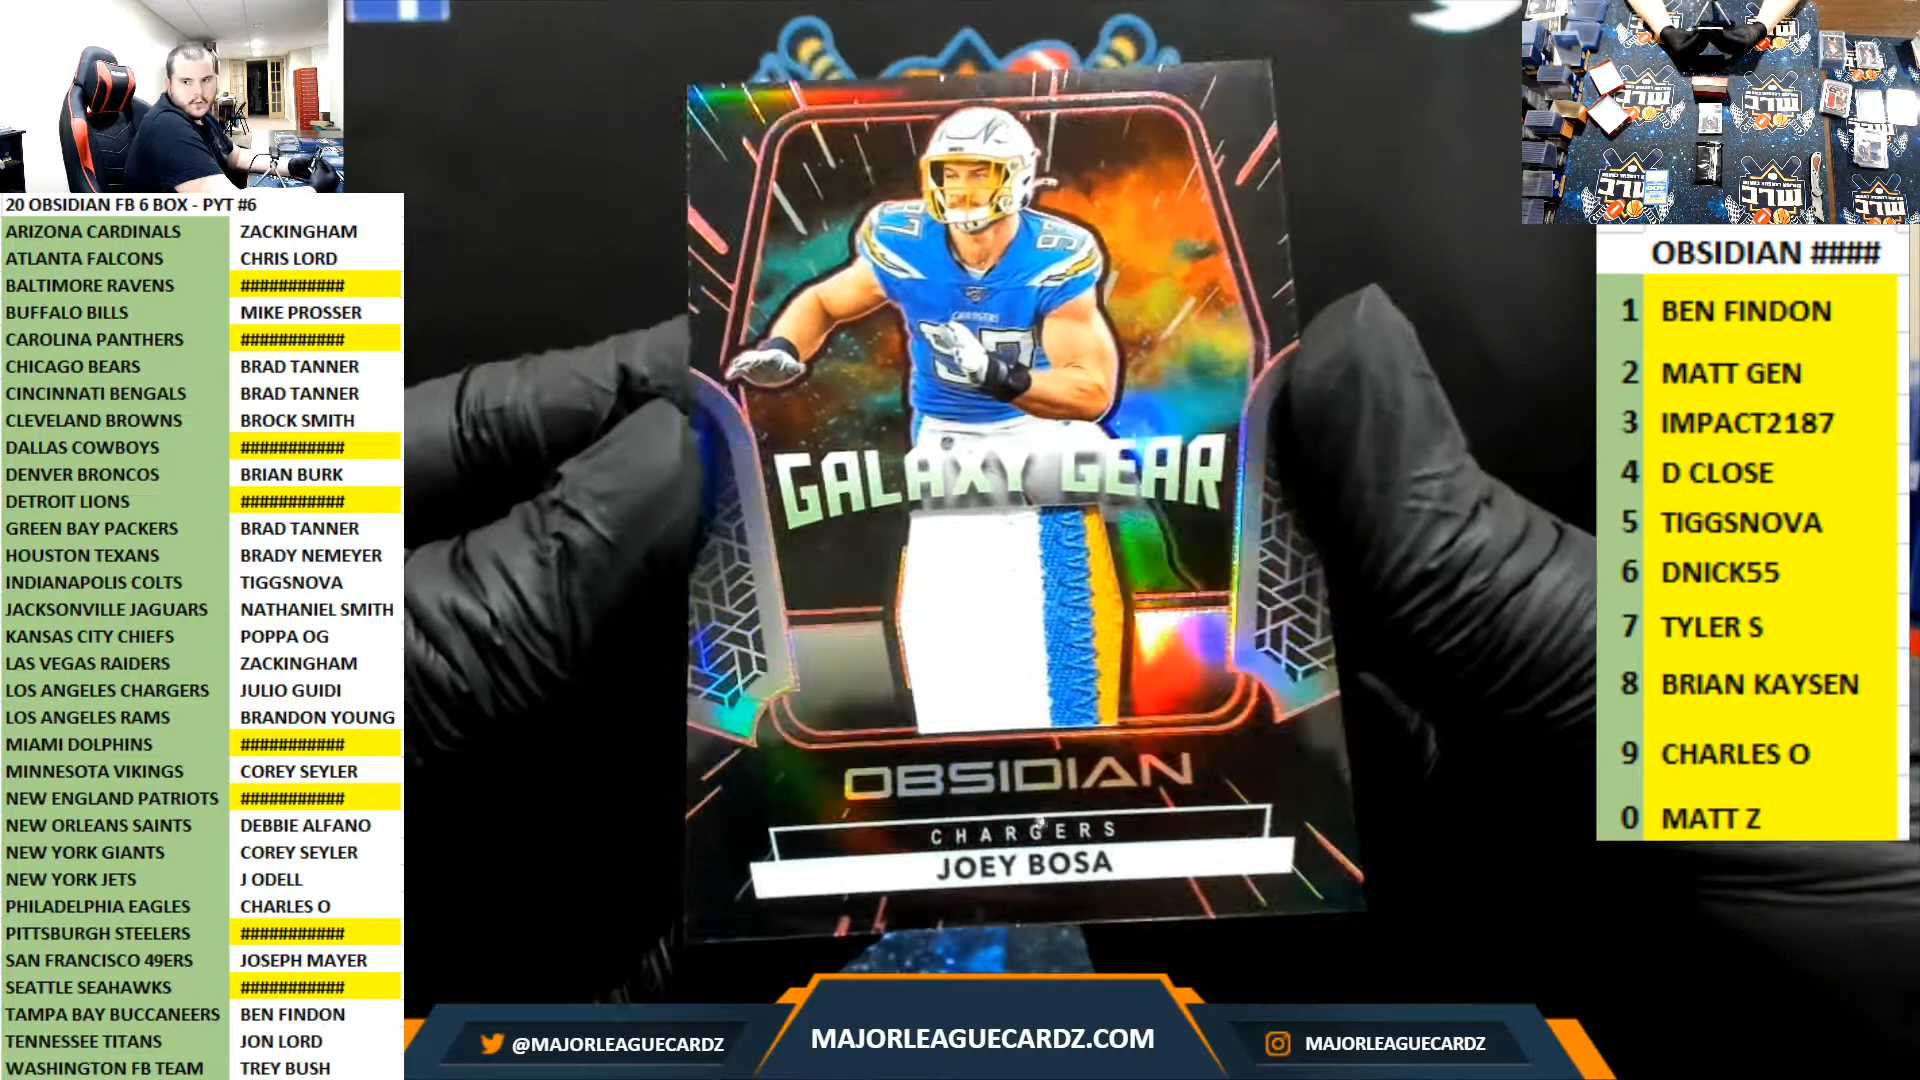 20 OBSIDIAN FB 6 BOX - PYT #6
ARIZONA CARDINALS ZACKINGHAM
ATLANTA FALCONS CHRIS LORD
BALTIMORE RAVENS ###########
BUFFALO BILLS MIKE PROSSER
CAROLINA PANTHERS ###########
CHICAGO BEARS BRAD TANNER
CINCINNATI BENGALS BRAD TANNER
CLEVELAND BROWNS BROCK SMITH
DALLAS COWBOYS ###########
DENVER BRONCOS BRIAN BURK
DETROIT LIONS ###########
GREEN BAY PACKERS BRAD TANNER
HOUSTON TEXANS BRADY NEMEYER
INDIANAPOLIS COLTS TIGGSNOVA
JACKSONVILLE JAGUARS NATHANIEL SMITH
KANSAS CITY CHIEFS POPPA OG
LAS VEGAS RAIDERS ZACKINGHAM
LOS ANGELES CHARGERS JULIO GUIDI
LOS ANGELES RAMS BRANDON YOUNG
MIAMI DOLPHINS ###########
MINNESOTA VIKINGS COREY SEYLER
NEW ENGLAND PATRIOTS ###########
NEW ORLEANS SAINTS DEBBIE ALFANO
NEW YORK GIANTS COREY SEYLER
NEW YORK JETS J ODELL
PHILADELPHIA EAGLES CHARLES O
PITTSBURGH STEELERS ###########
SAN FRANCISCO 49ERS JOSEPH MAYER
SEATTLE SEAHAWKS ###########
TAMPA BAY BUCCANEERS BEN FINDON
TENNESSEE TITANS JON LORD
WASHINGTON FB TEAM TREY BUSH
97
97
CHARGERS
97
GALAXY GEAR
OBSIDIAN
CHARGERS
JOEY BOSA
OBSIDIAN ####
1 BEN FINDON
2 MATT GEN
3 IMPACT2187
4 D CLOSE
5 TIGGSNOVA
6 DNICK55
7 TYLER S
8 BRIAN KAYSEN
9 CHARLES O
0 MATT Z
@MAJORLEAGUECARDZ
MAJORLEAGUECARDZ.COM
MAJORLEAGUECARDZ